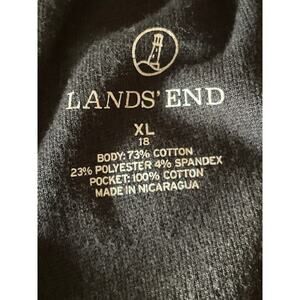 LANDS' END
XL
18
BODY: 73% COTTON
23% POLYESTER 4% SPANDEX
POCKET: 100% COTTON
MADE IN NICARAGUA